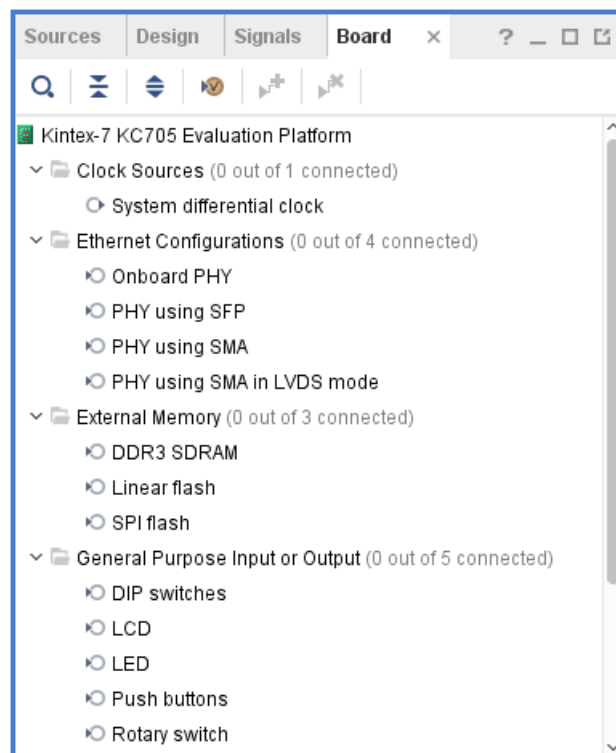 Sources Design Signals Board × ?
Kintex-7 KC705 Evaluation Platform
Clock Sources (0 out of 1 connected)
System differential clock
Ethernet Configurations (0 out of 4 connected)
Onboard PHY
PHY using SFP
PHY using SMA
PHY using SMA in LVDS mode
External Memory (0 out of 3 connected)
DDR3 SDRAM
Linear flash
SPI flash
General Purpose Input or Output (0 out of 5 connected)
DIP switches
LCD
LED
Push buttons
Rotary switch